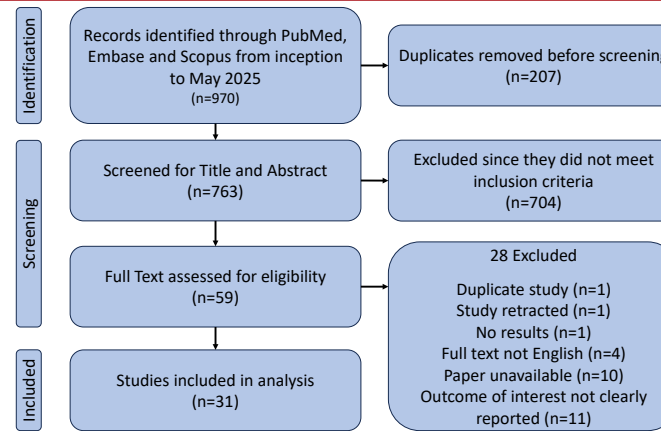 Identification
Records identified through PubMed,
Embase and Scopus from inception
to May 2025
(n=970)
Duplicates removed before screening
(n=207)
Screening
Screened for Title and Abstract
(n=763)
Excluded since they did not meet
inclusion criteria
(n=704)
Full Text assessed for eligibility
(n=59)
28 Excluded
Duplicate study (n=1)
Study retracted (n=1)
No results (n=1)
Full text not English (n=4)
Paper unavailable (n=10)
Outcome of interest not clearly
reported (n=11)
Included
Studies included in analysis
(n=31)